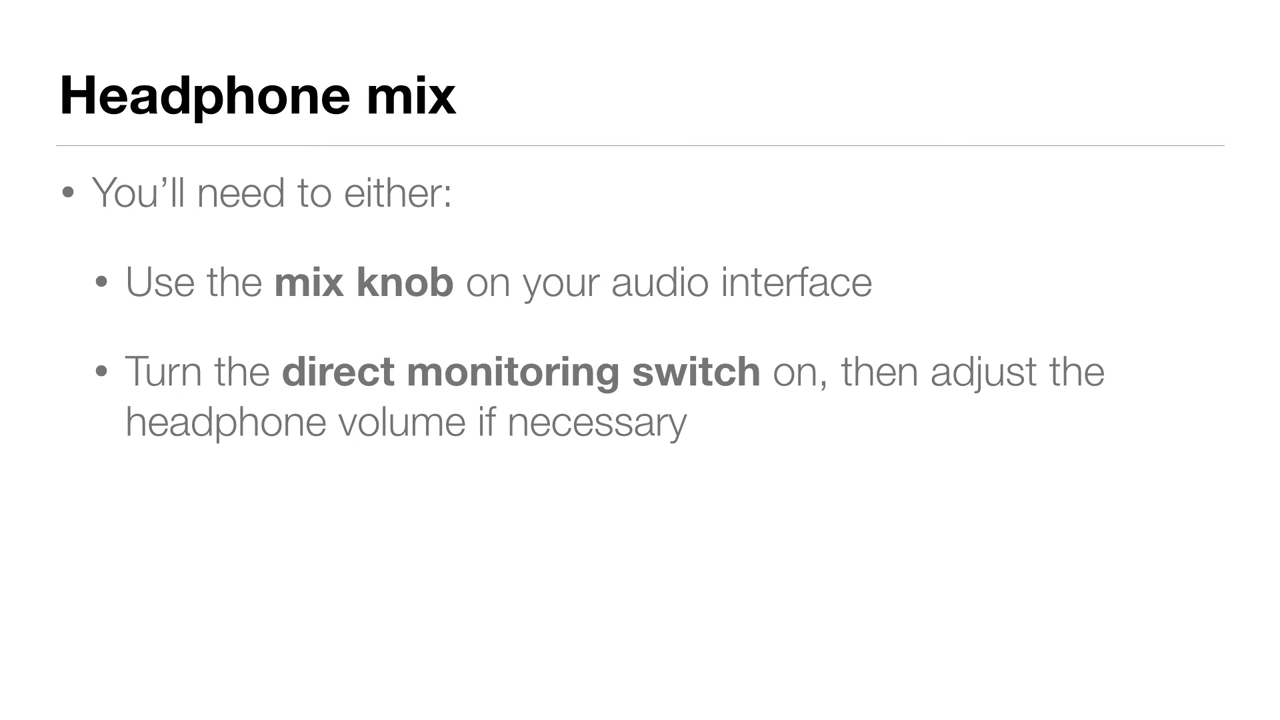 Headphone mix
• You’ll need to either:
• Use the mix knob on your audio interface
• Turn the direct monitoring switch on, then adjust the
headphone volume if necessary